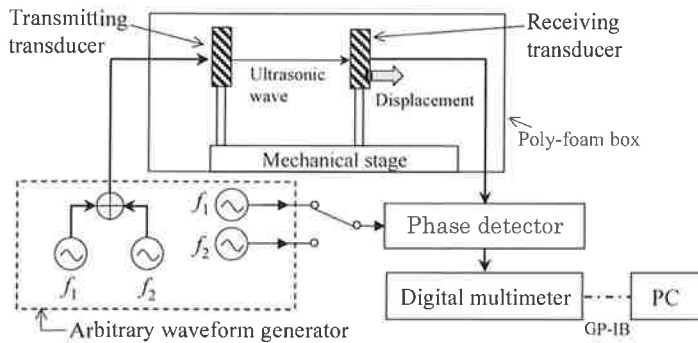 Transmitting
transducer
Receiving
transducer
Ultrasonic
wave
Displacement
Mechanical stage
Poly-foam box
f1
f2
f1
f2
Phase detector
Digital multimeter
GP-IB
PC
Arbitrary waveform generator